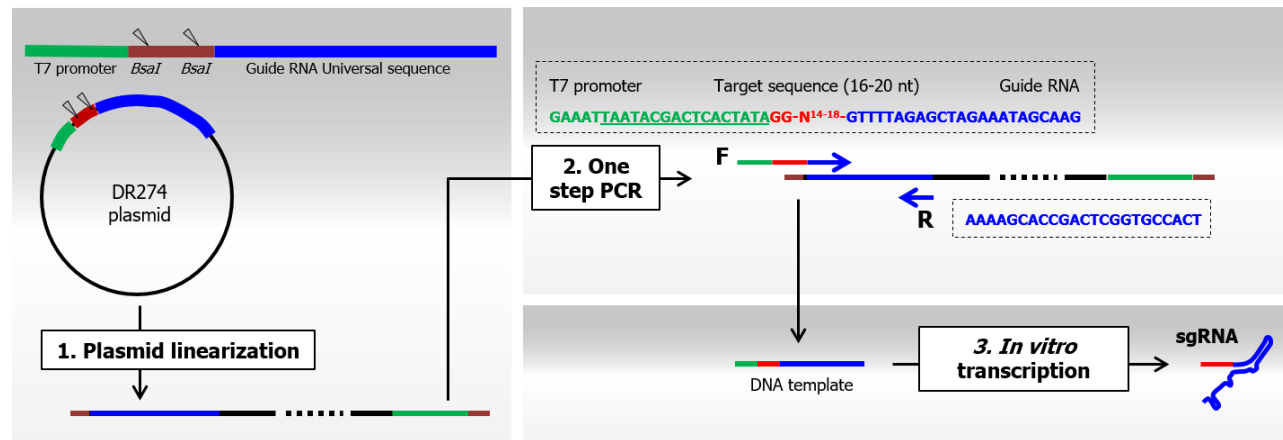 T7 promoter BsaI BsaI Guide RNA Universal sequence
DR274
plasmid
1. Plasmid linearization
2. One
step PCR
T7 promoter Target sequence (16-20 nt) Guide RNA
GAAATTAATACGACTCACTATAGG-N14-18-GTTTTAGAGCTAGAAATAGCAAG
F
R
AAAAGCACCGACTCGGTGCCACT
DNA template
3. In vitro
transcription
sgRNA